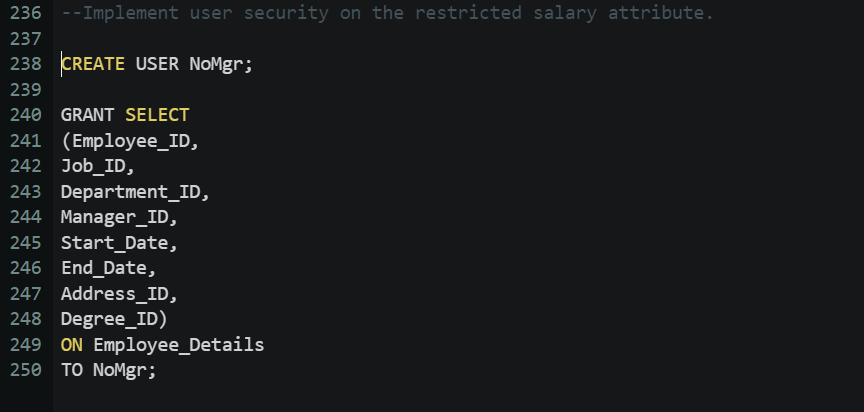 236 --Implement user security on the restricted salary attribute.
237
238 CREATE USER NoMgr;
239
240 GRANT SELECT
241 (Employee_ID,
242 Job_ID,
243 Department_ID,
244 Manager_ID,
245 Start_Date,
246 End_Date,
247 Address_ID,
248 Degree_ID)
249 ON Employee_Details
250 TO NoMgr;